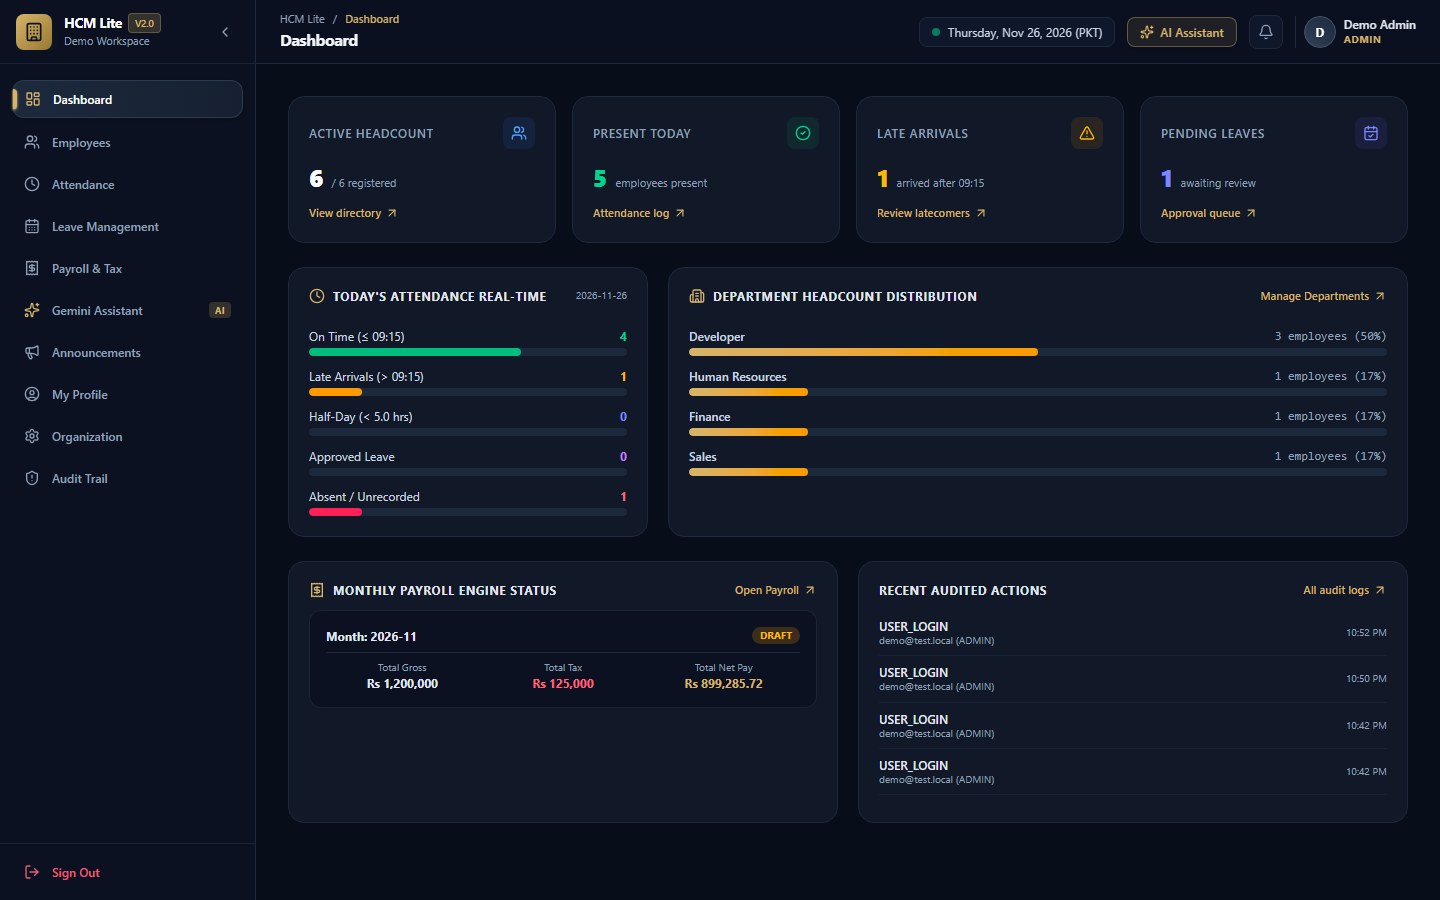 HCM Lite V2.0
Demo Workspace
Dashboard
Employees
Attendance
Leave Management
Payroll & Tax
Gemini Assistant AI
Announcements
My Profile
Organization
Audit Trail
Sign Out
HCM Lite / Dashboard
Dashboard
Thursday, Nov 26, 2026 (PKT)
AI Assistant
D
Demo Admin
ADMIN
ACTIVE HEADCOUNT
6 / 6 registered
View directory
PRESENT TODAY
5 employees present
Attendance log
LATE ARRIVALS
1 arrived after 09:15
Review latecomers
PENDING LEAVES
1 awaiting review
Approval queue
TODAY'S ATTENDANCE REAL-TIME 2026-11-26
On Time (≤ 09:15) 4
Late Arrivals (> 09:15) 1
Half-Day (< 5.0 hrs) 0
Approved Leave 0
Absent / Unrecorded 1
DEPARTMENT HEADCOUNT DISTRIBUTION Manage Departments
Developer 3 employees (50%)
Human Resources 1 employees (17%)
Finance 1 employees (17%)
Sales 1 employees (17%)
MONTHLY PAYROLL ENGINE STATUS Open Payroll
Month: 2026-11 DRAFT
Total Gross Total Tax Total Net Pay
Rs 1,200,000 Rs 125,000 Rs 899,285.72
RECENT AUDITED ACTIONS All audit logs
USER_LOGIN
demo@test.local (ADMIN) 10:52 PM
USER_LOGIN
demo@test.local (ADMIN) 10:50 PM
USER_LOGIN
demo@test.local (ADMIN) 10:42 PM
USER_LOGIN
demo@test.local (ADMIN) 10:42 PM